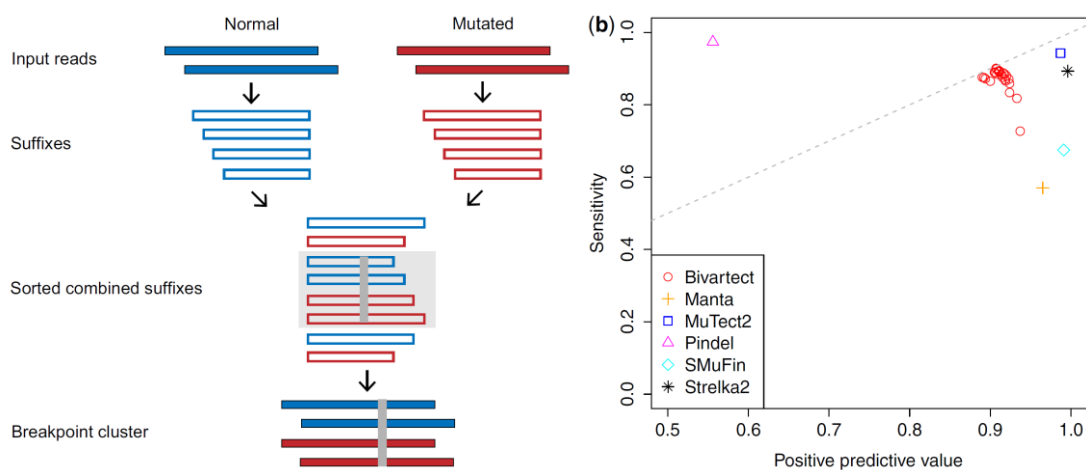 Normal
Mutated
Input reads
Suffixes
Sorted combined suffixes
Breakpoint cluster
(b)
Sensitivity
1.0
0.8
0.6
0.4
0.2
0.0
Bivartect
Manta
MuTect2
Pindel
SMuFin
Strelka2
0.5 0.6 0.7 0.8 0.9 1.0
Positive predictive value